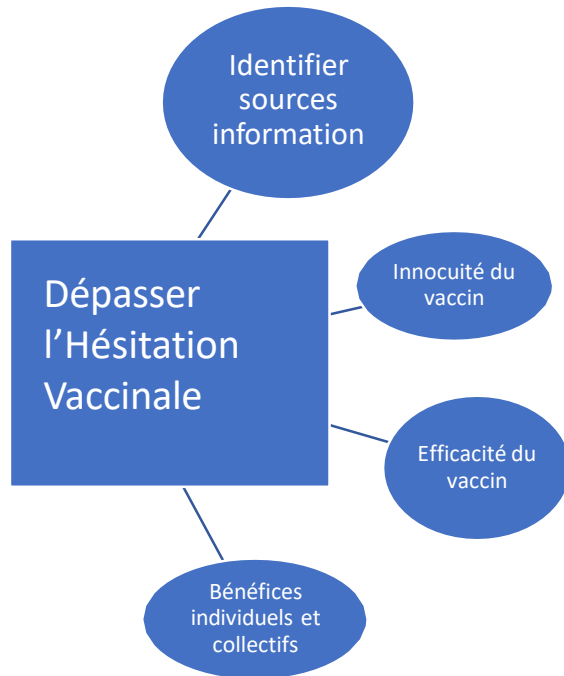 Identifier
sources
information
Dépasser
l’Hésitation
Vaccinale
Innocuité du
vaccin
Efficacité du
vaccin
Bénéfices
individuels et
collectifs